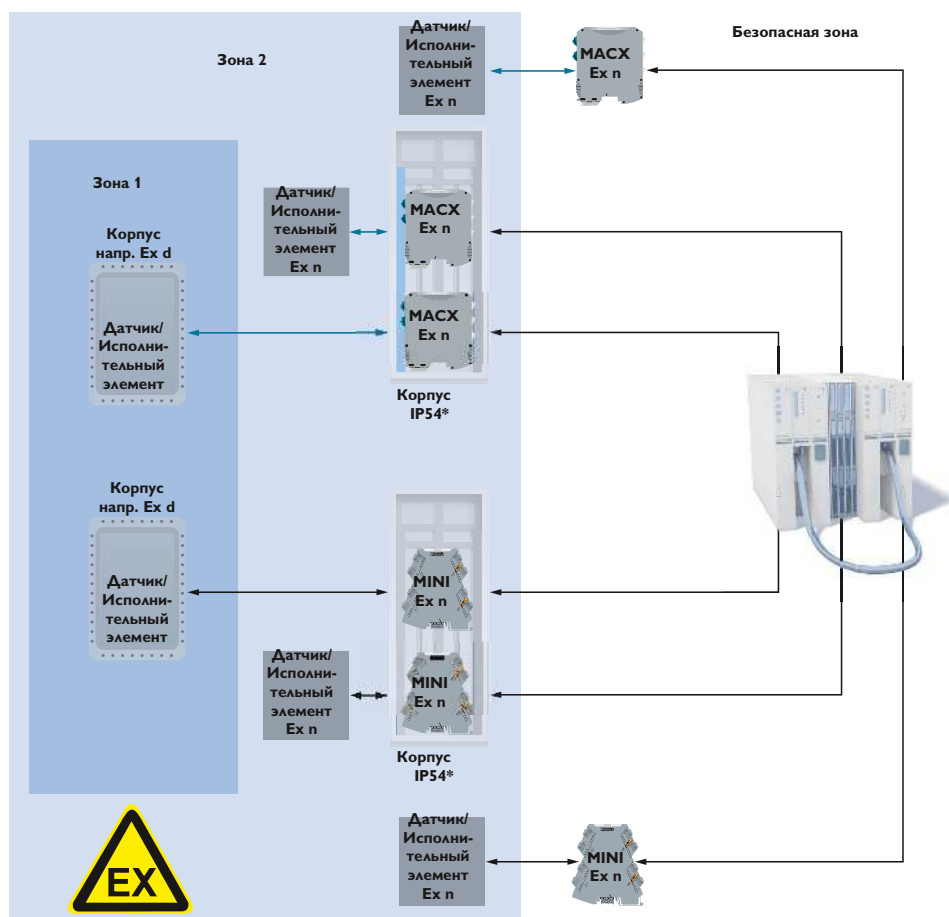 Зона 2
Датчик/
Исполни-
тельный
элемент
Ex n
MACX
Ex n
Безопасная зона
Зона 1
Датчик/
Исполни-
тельный
элемент
Ex n
MACX
Ex n
Корпус
напр. Ex d
Датчик/
Исполни-
тельный
элемент
MACX
Ex n
Корпус
IP54*
Корпус
напр. Ex d
Датчик/
Исполни-
тельный
элемент
MINI
Ex n
Датчик/
Исполни-
тельный
элемент
Ex n
MINI
Ex n
Корпус
IP54*
Датчик/
Исполни-
тельный
элемент
Ex n
MINI
Ex n
EX